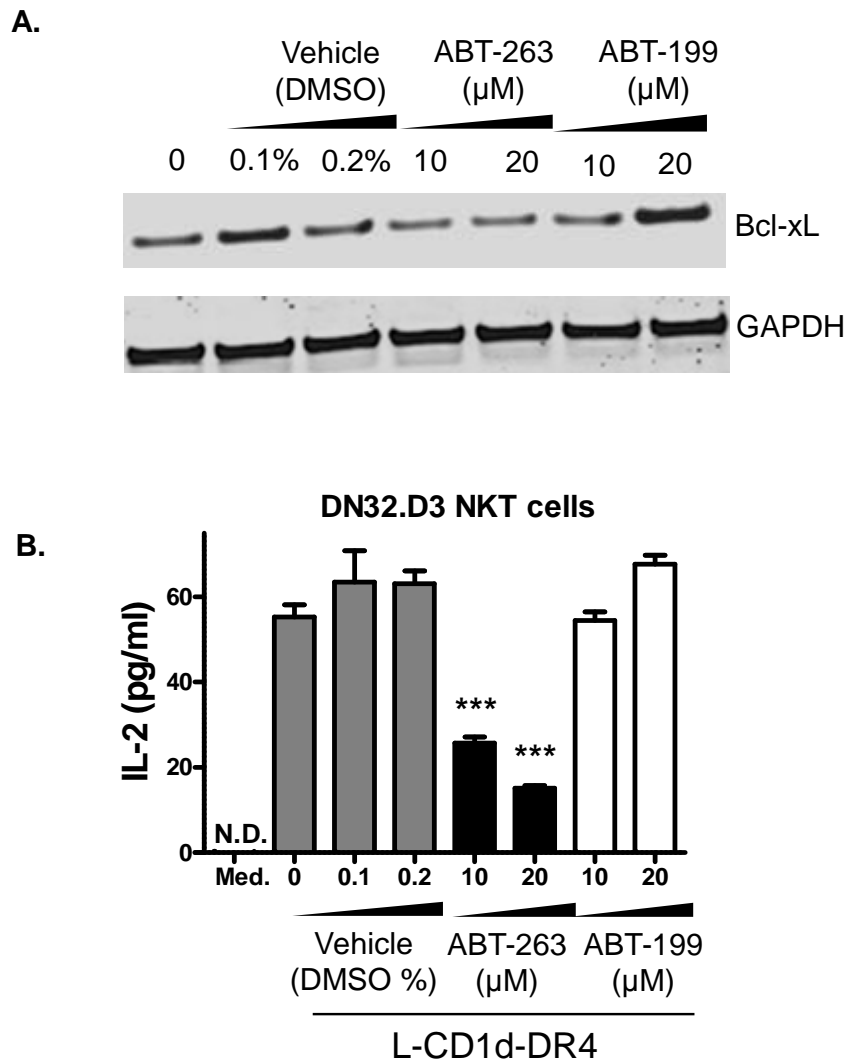 A.
Vehicle ABT-263 ABT-199
(DMSO) (µM) (µM)
0 0.1% 0.2% 10 20 10 20
Bcl-xL
GAPDH
DN32.D3 NKT cells
B.
IL-2 (pg/ml)
60
40
20
0
N.D.
***
***
Med. 0 0.1 0.2 10 20 10 20
Vehicle ABT-263 ABT-199
(DMSO %) (µM) (µM)
L-CD1d-DR4